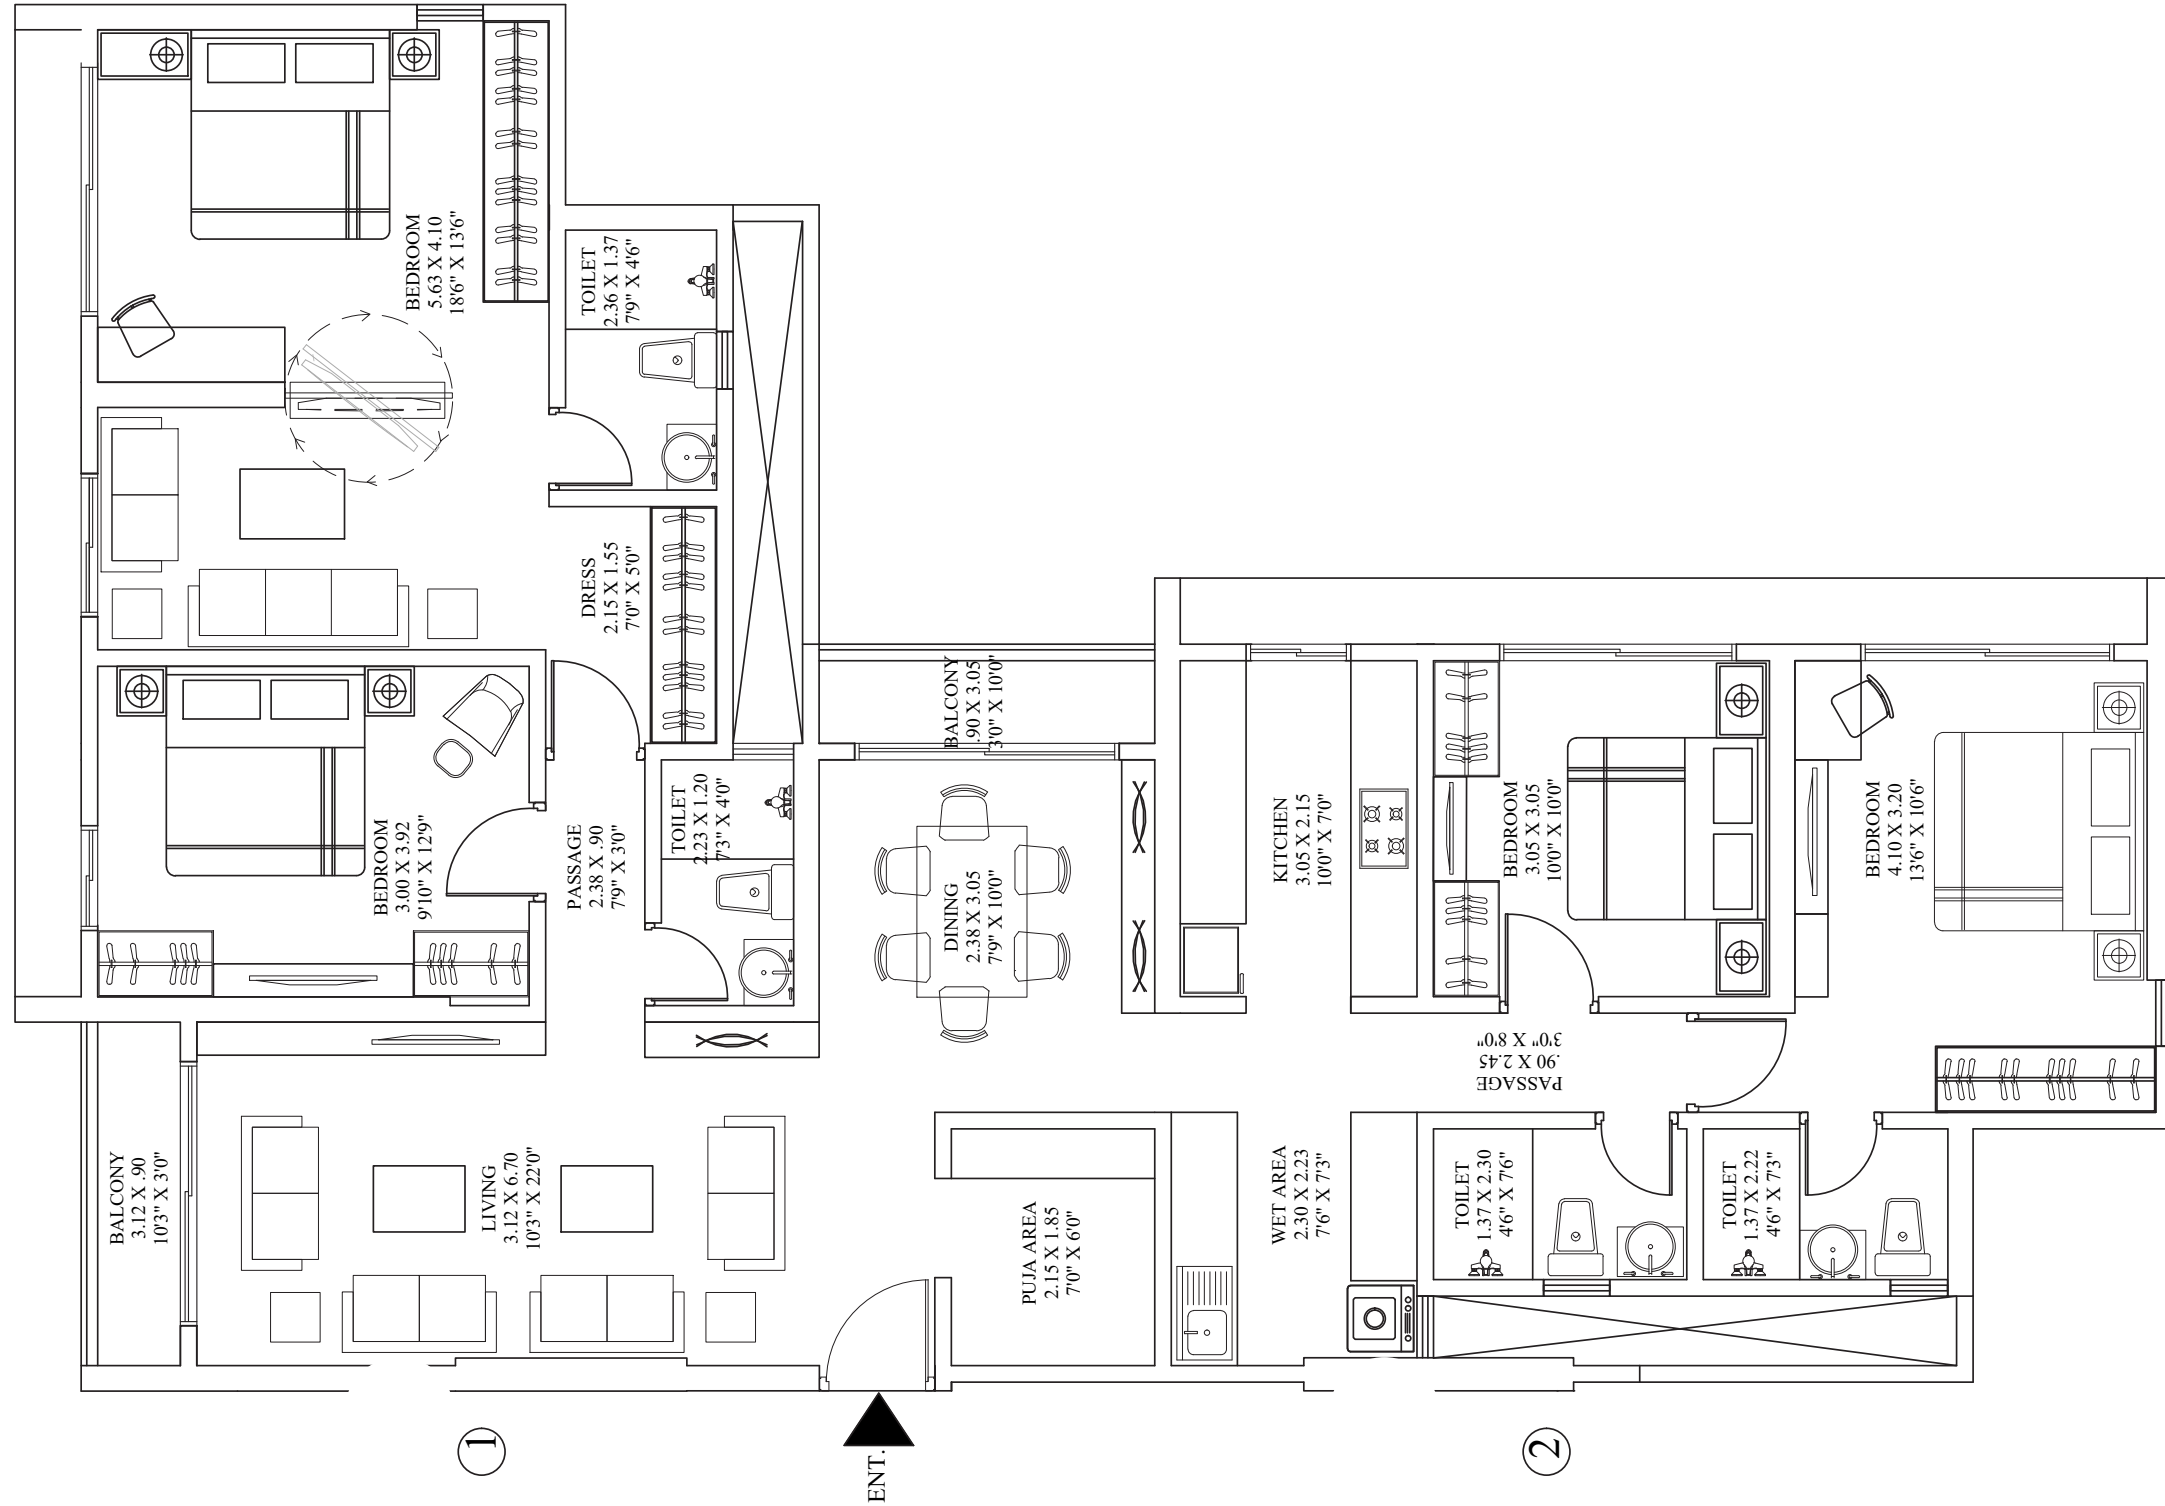 BEDROOM
5.63 X 4.10
18'6" X 13'6"
TOILET
2.36 X 1.37
7'9" X 4'6"
DRESS
2.15 X 1.55
7'0" X 5'0"
BEDROOM
3.00 X 3.92
9'10" X 12'9"
PASSAGE
2.38 X .90
7'9" X 3'0"
TOILET
2.23 X 1.20
7'3" X 4'0"
BALCONY
.90 X 3.05
3'0" X 10'0"
DINING
2.38 X 3.05
7'9" X 10'0"
KITCHEN
3.05 X 2.15
10'0" X 7'0"
BEDROOM
3.05 X 3.05
10'0" X 10'0"
BEDROOM
4.10 X 3.20
13'6" X 10'6"
PASSAGE
.90 X 2.45
3'0" X 8'0"
BALCONY
3.12 X .90
10'3" X 3'0"
LIVING
3.12 X 6.70
10'3" X 22'0"
PUJA AREA
2.15 X 1.85
7'0" X 6'0"
WET AREA
2.30 X 2.23
7'6" X 7'3"
TOILET
1.37 X 2.30
4'6" X 7'6"
TOILET
1.37 X 2.22
4'6" X 7'3"
1
ENT.
2